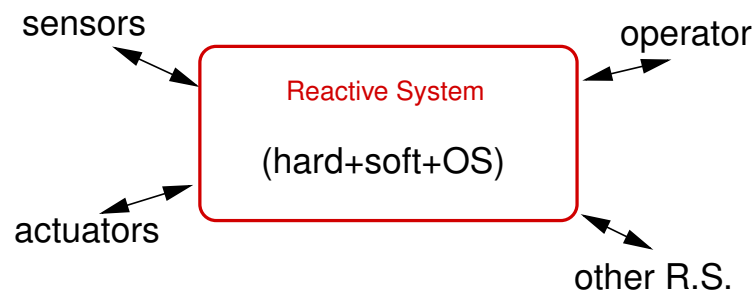 sensors
operator
Reactive System
(hard+soft+OS)
actuators
other R.S.